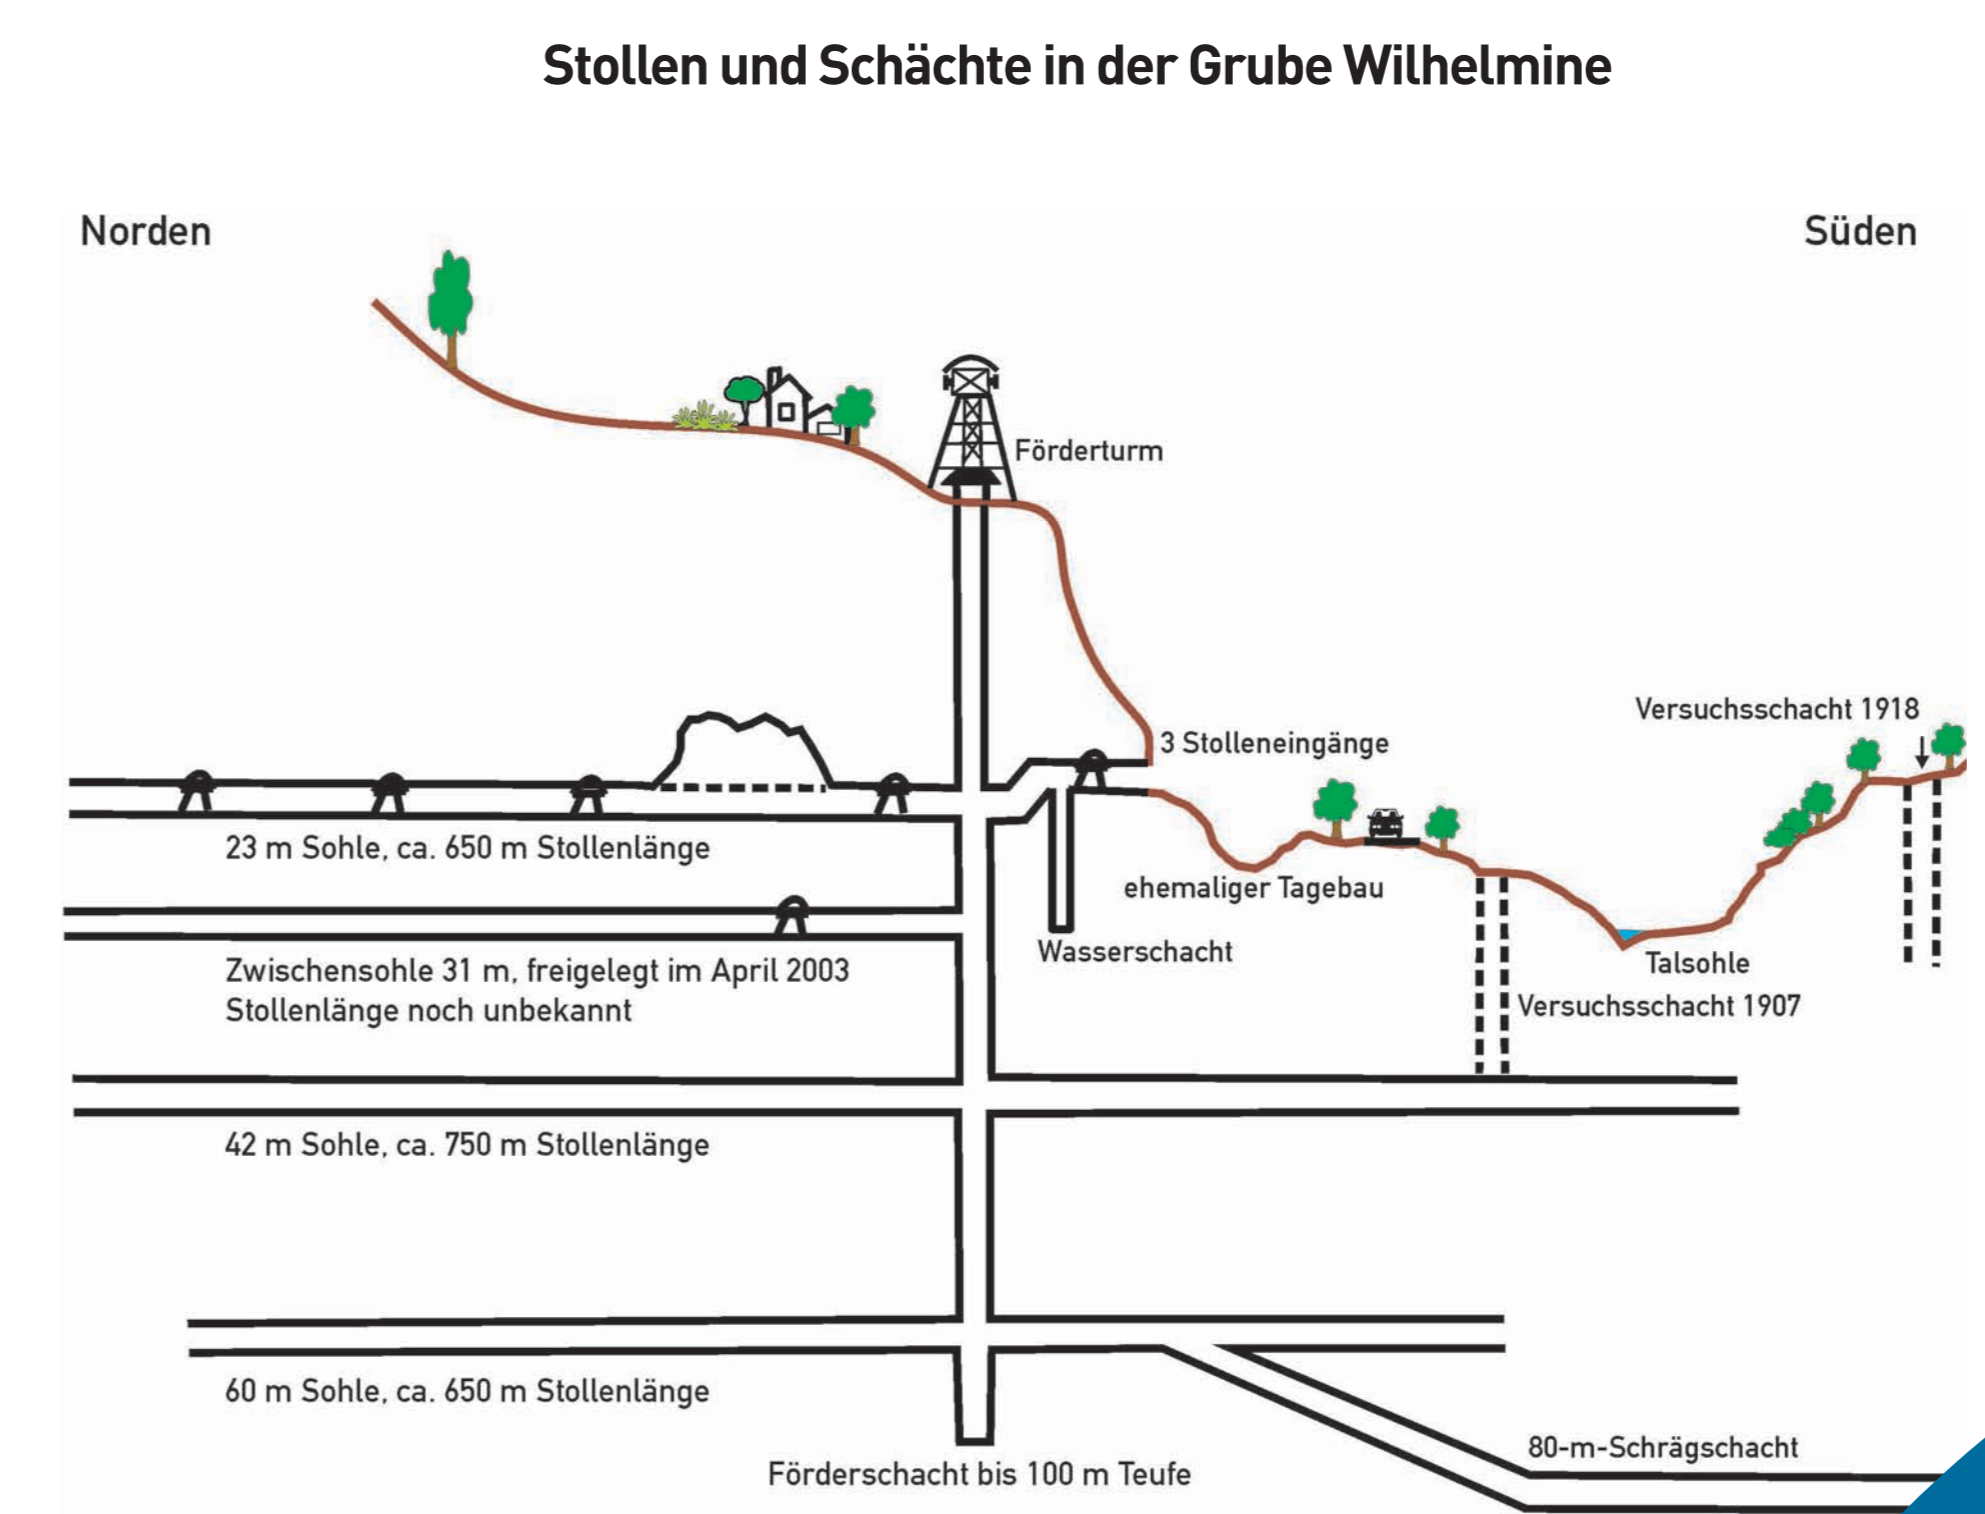 Stollen und Schächte in der Grube Wilhelmine
Norden
Süden
Förderturm
Versuchsschacht 1918
3 Stolleneingänge
23 m Sohle, ca. 650 m Stollenlänge
ehemaliger Tagebau
Wasserschacht
Talsohle
Zwischensohle 31 m, freigelegt im April 2003
Stollenlänge noch unbekannt
Versuchsschacht 1907
42 m Sohle, ca. 750 m Stollenlänge
60 m Sohle, ca. 650 m Stollenlänge
80-m-Schrägschacht
Förderschacht bis 100 m Teufe